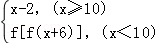 x-2, (x≥10)
f[f(x+6)], (x<10)